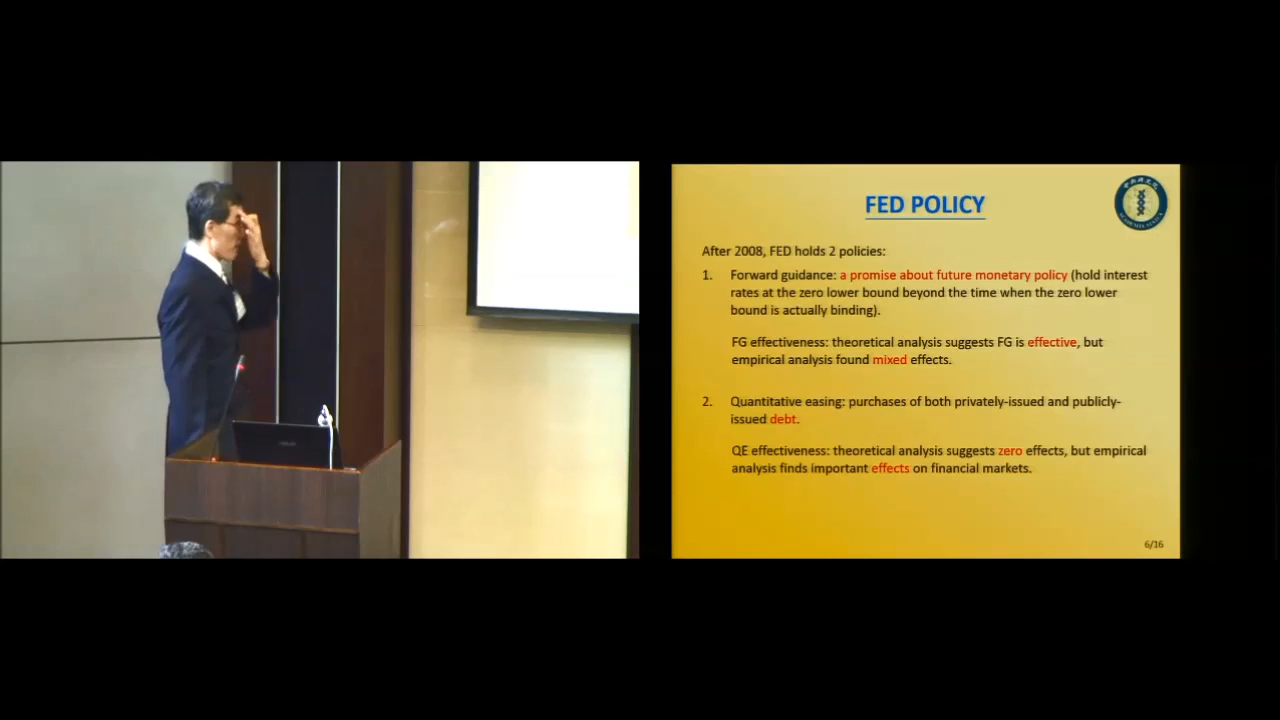 FED POLICY
After 2008, FED holds 2 policies:
1. Forward guidance: a promise about future monetary policy (hold interest
rates at the zero lower bound beyond the time when the zero lower
bound is actually binding).
FG effectiveness: theoretical analysis suggests FG is effective, but
empirical analysis found mixed effects.
2. Quantitative easing: purchases of both privately-issued and publicly-
issued debt.
QE effectiveness: theoretical analysis suggests zero effects, but empirical
analysis finds important effects on financial markets.
6/16